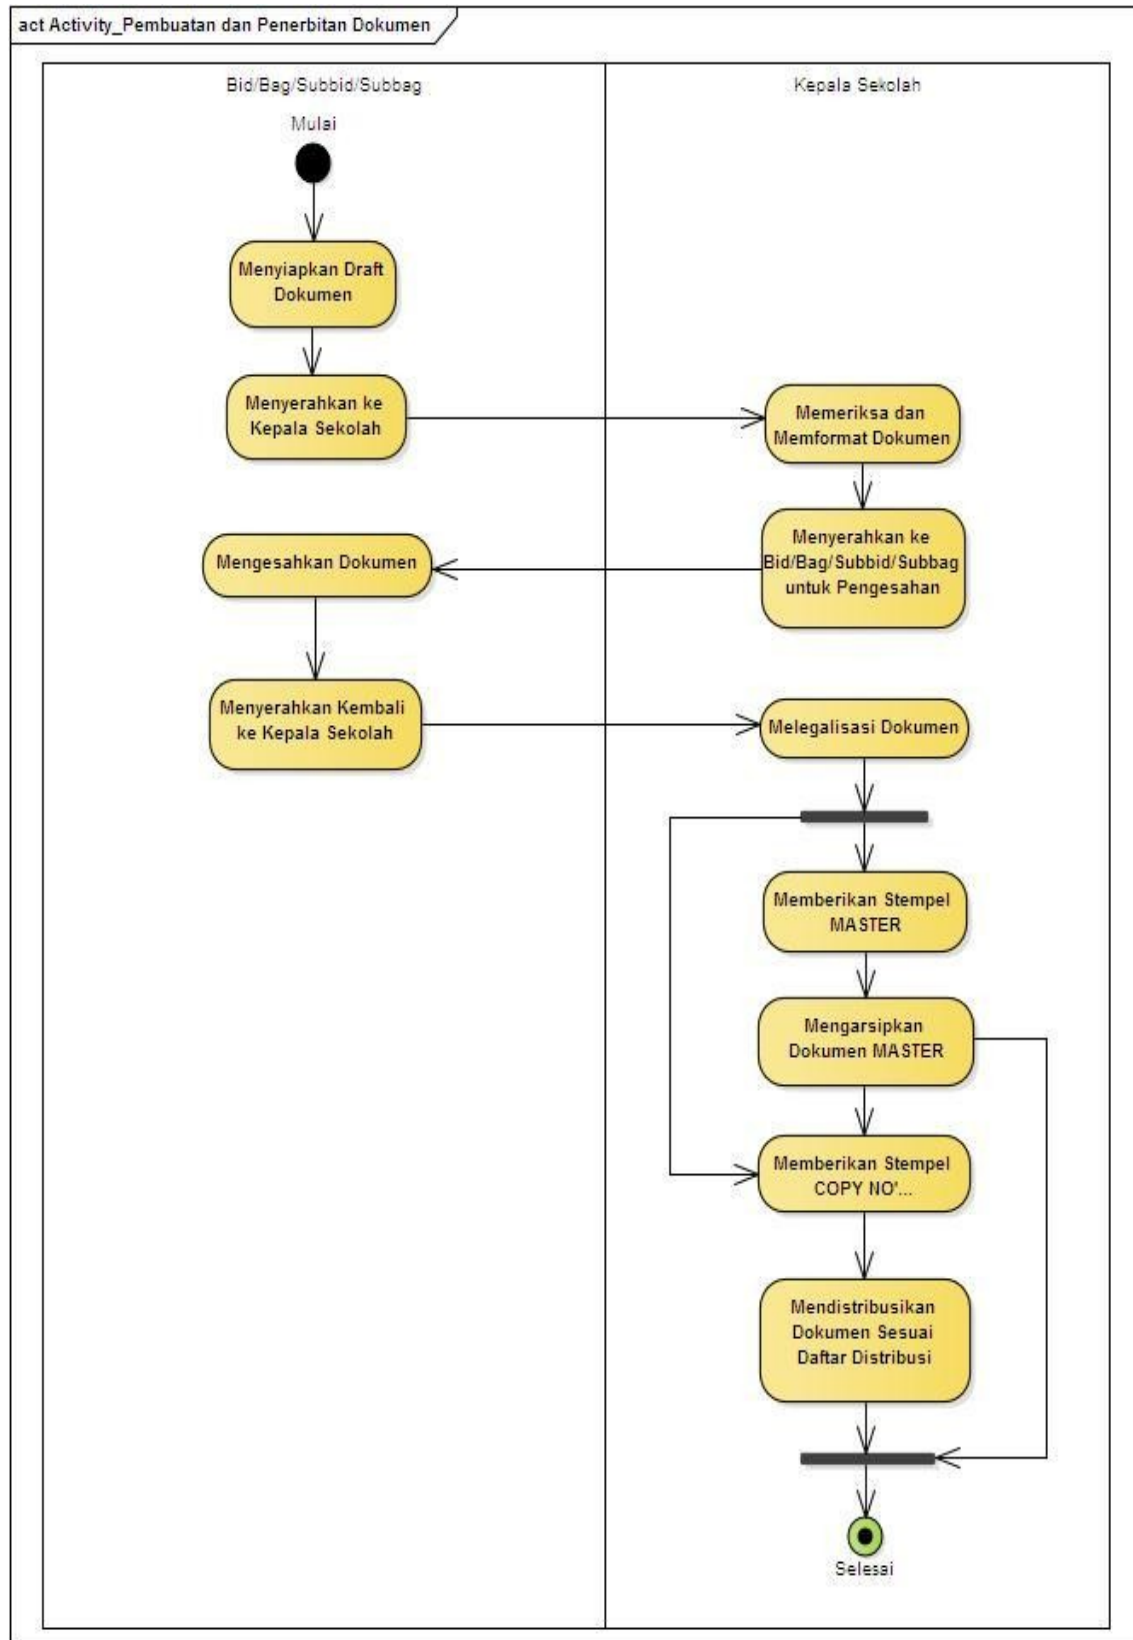 act Activity_Pembuatan dan Penerbitan Dokumen
Bid/Bag/Subbid/Subbag
Kepala Sekolah
Mulai
Menyiapkan Draft
Dokumen
Menyerahkan ke
Kepala Sekolah
Memeriksa dan
Memformat Dokumen
Menyerahkan ke
Bid/Bag/Subbid/Subbag
untuk Pengesahan
Mengesahkan Dokumen
Menyerahkan Kembali
ke Kepala Sekolah
Melegalisasi Dokumen
Memberikan Stempel
MASTER
Mengarsipkan
Dokumen MASTER
Memberikan Stempel
COPY NO'...
Mendistribusikan
Dokumen Sesuai
Daftar Distribusi
Selesai